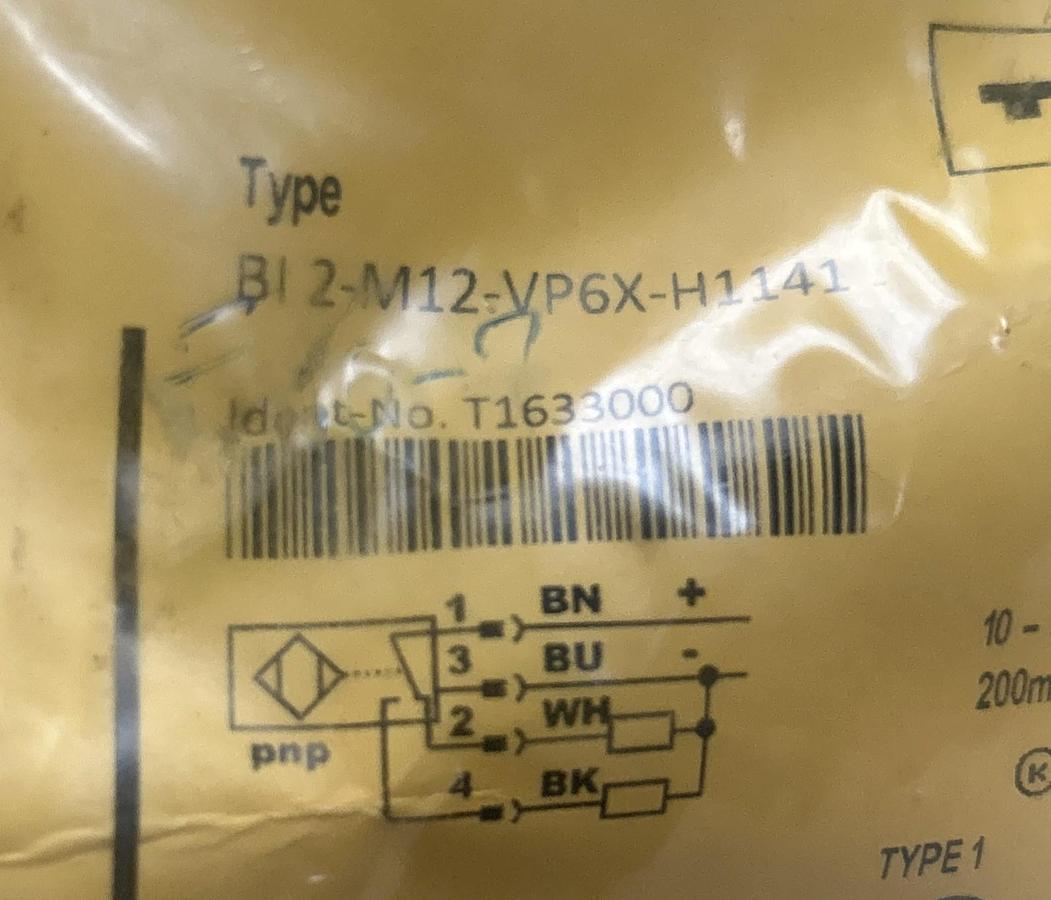 Type
BI 2-M12-VP6X-H1141
Ident-No. T1633000
1 BN +
3 BU -
2 WH
4 BK
pnp
10 -
200m
K
TYPE 1